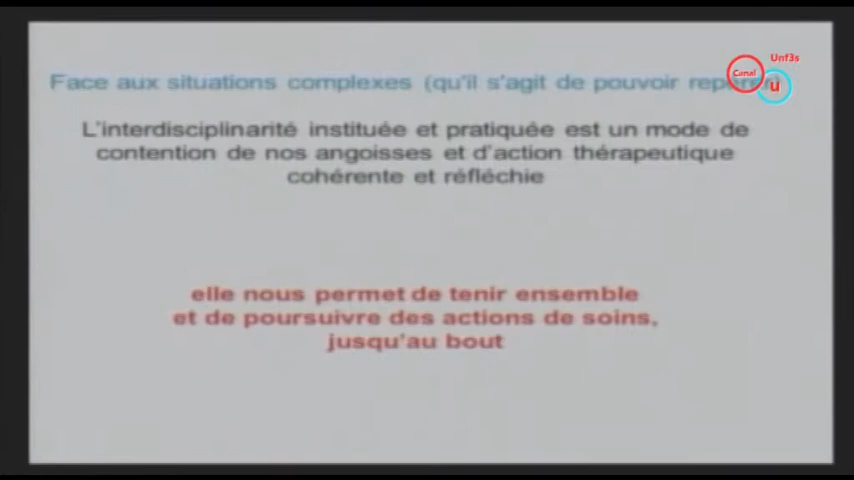 Unf3s
Canal
u
Face aux situations complexes (qu'il s'agit de pouvoir
L'interdisciplinarité instituée et pratiquée est un mode de
contention de nos angoisses et d'action thérapeutique
cohérente et réfléchie
elle nous permet de tenir ensemble
et de poursuivre des actions de soins,
jusqu'au bout